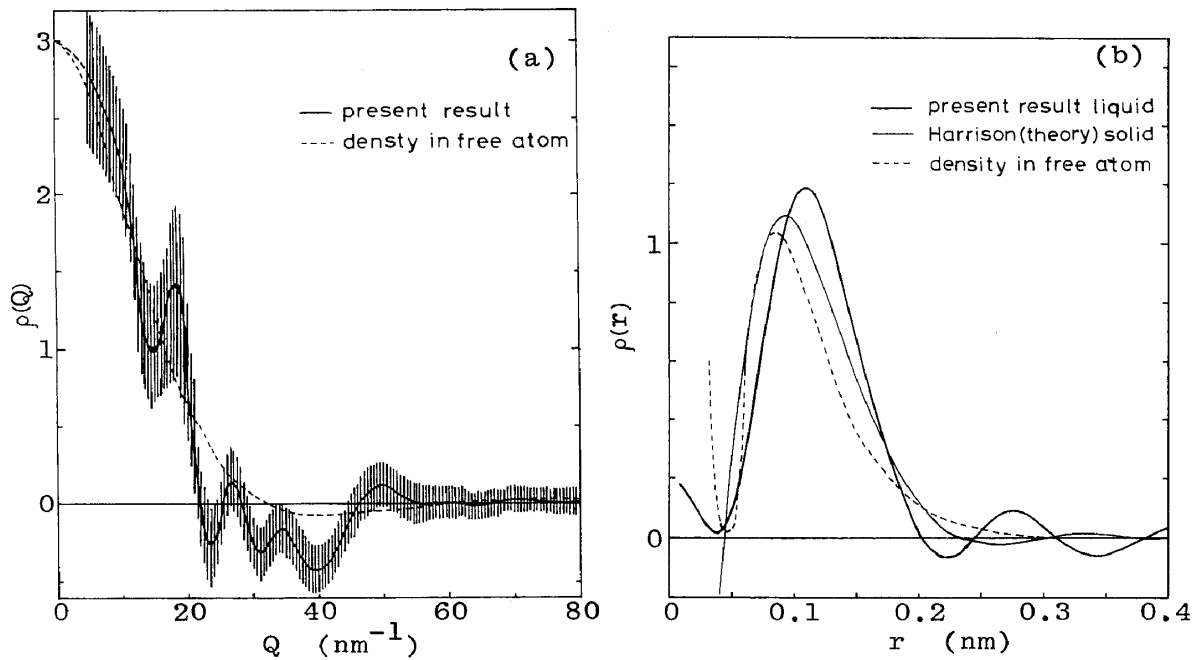 (a)
present result
densty in free atom
3
2
1
0
ρ(Q)
0
20
40
60
80
Q (nm⁻¹)
(b)
present result liquid
Harrison(theory) solid
density in free atom
1
0
ρ(r)
0
0.1
0.2
0.3
0.4
r (nm)